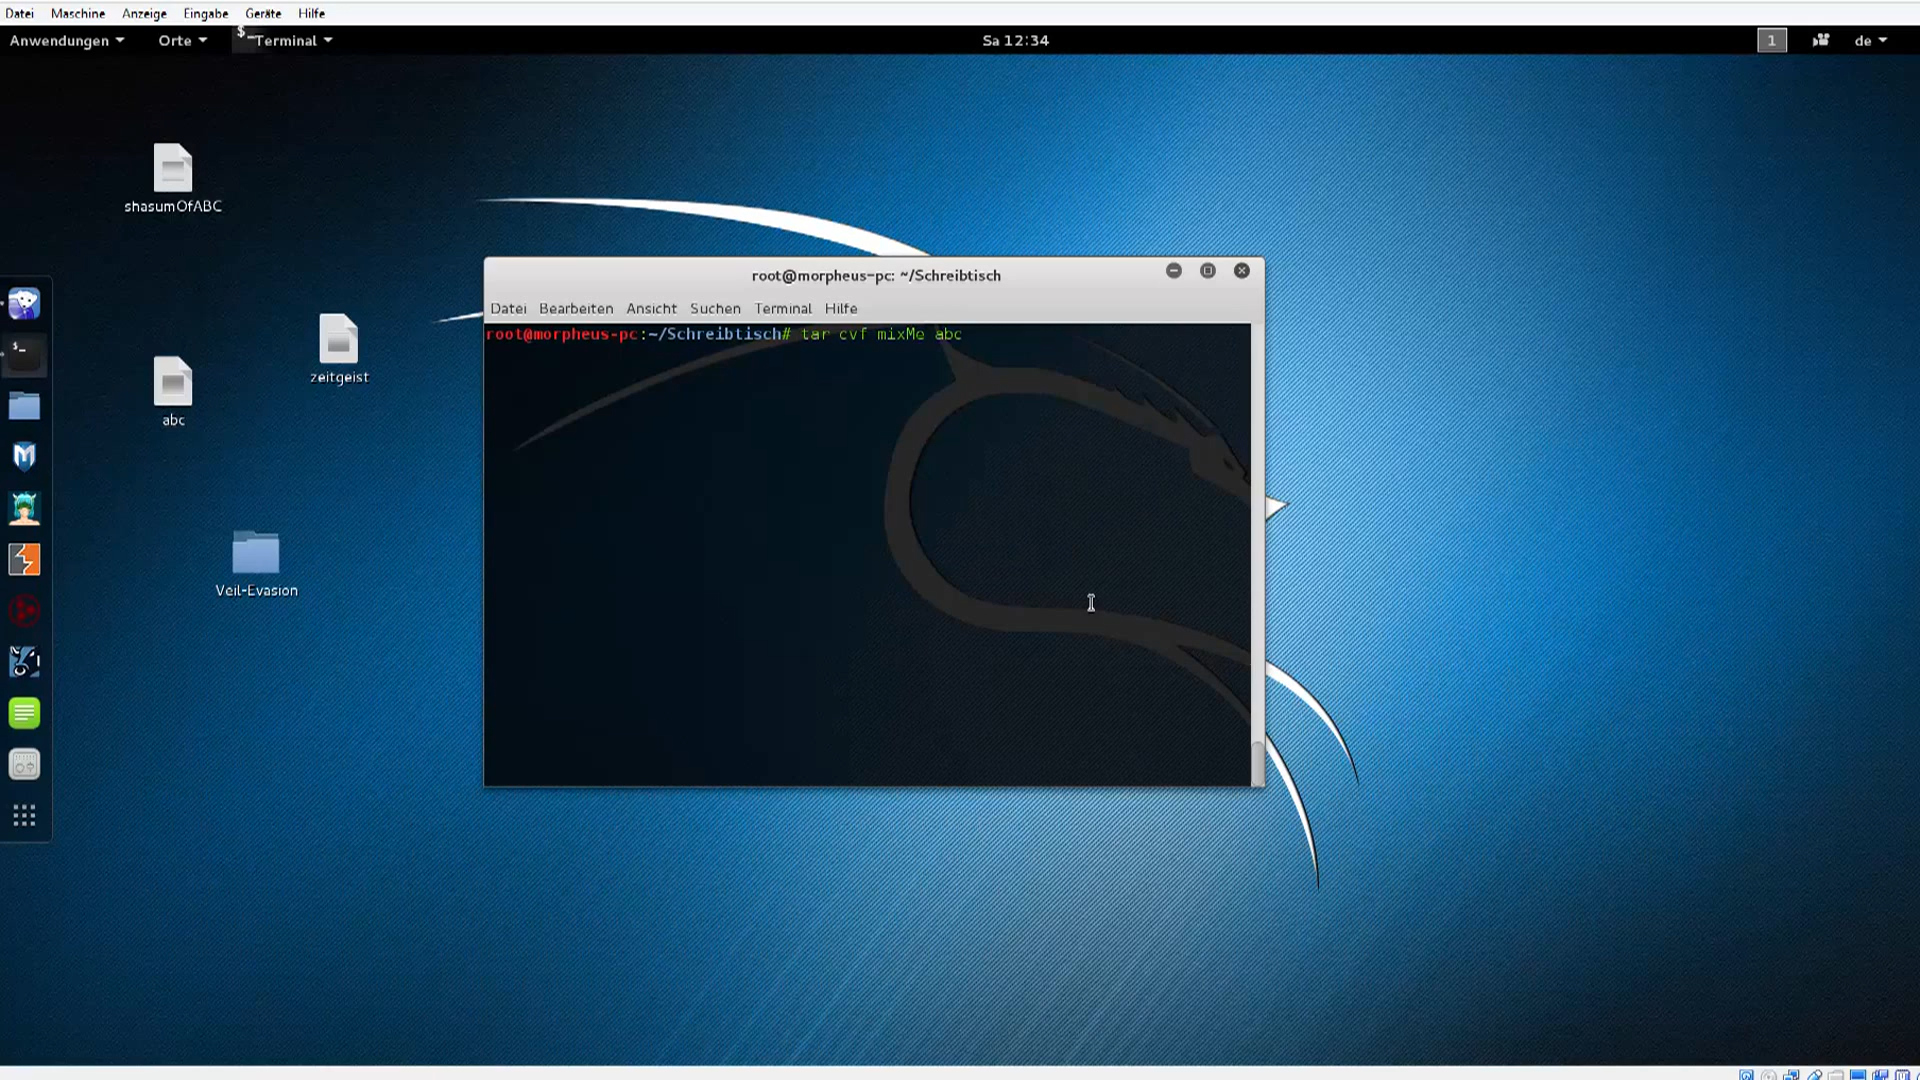 Datei Maschine Anzeige Eingabe Geräte Hilfe
Anwendungen Orte Terminal Sa 12:34 1 de
shasumOfABC
root@morpheus-pc: ~/Schreibtisch
Datei Bearbeiten Ansicht Suchen Terminal Hilfe
root@morpheus-pc:~/Schreibtisch# tar cvf mixMe abc
zeitgeist
abc
Veil-Evasion